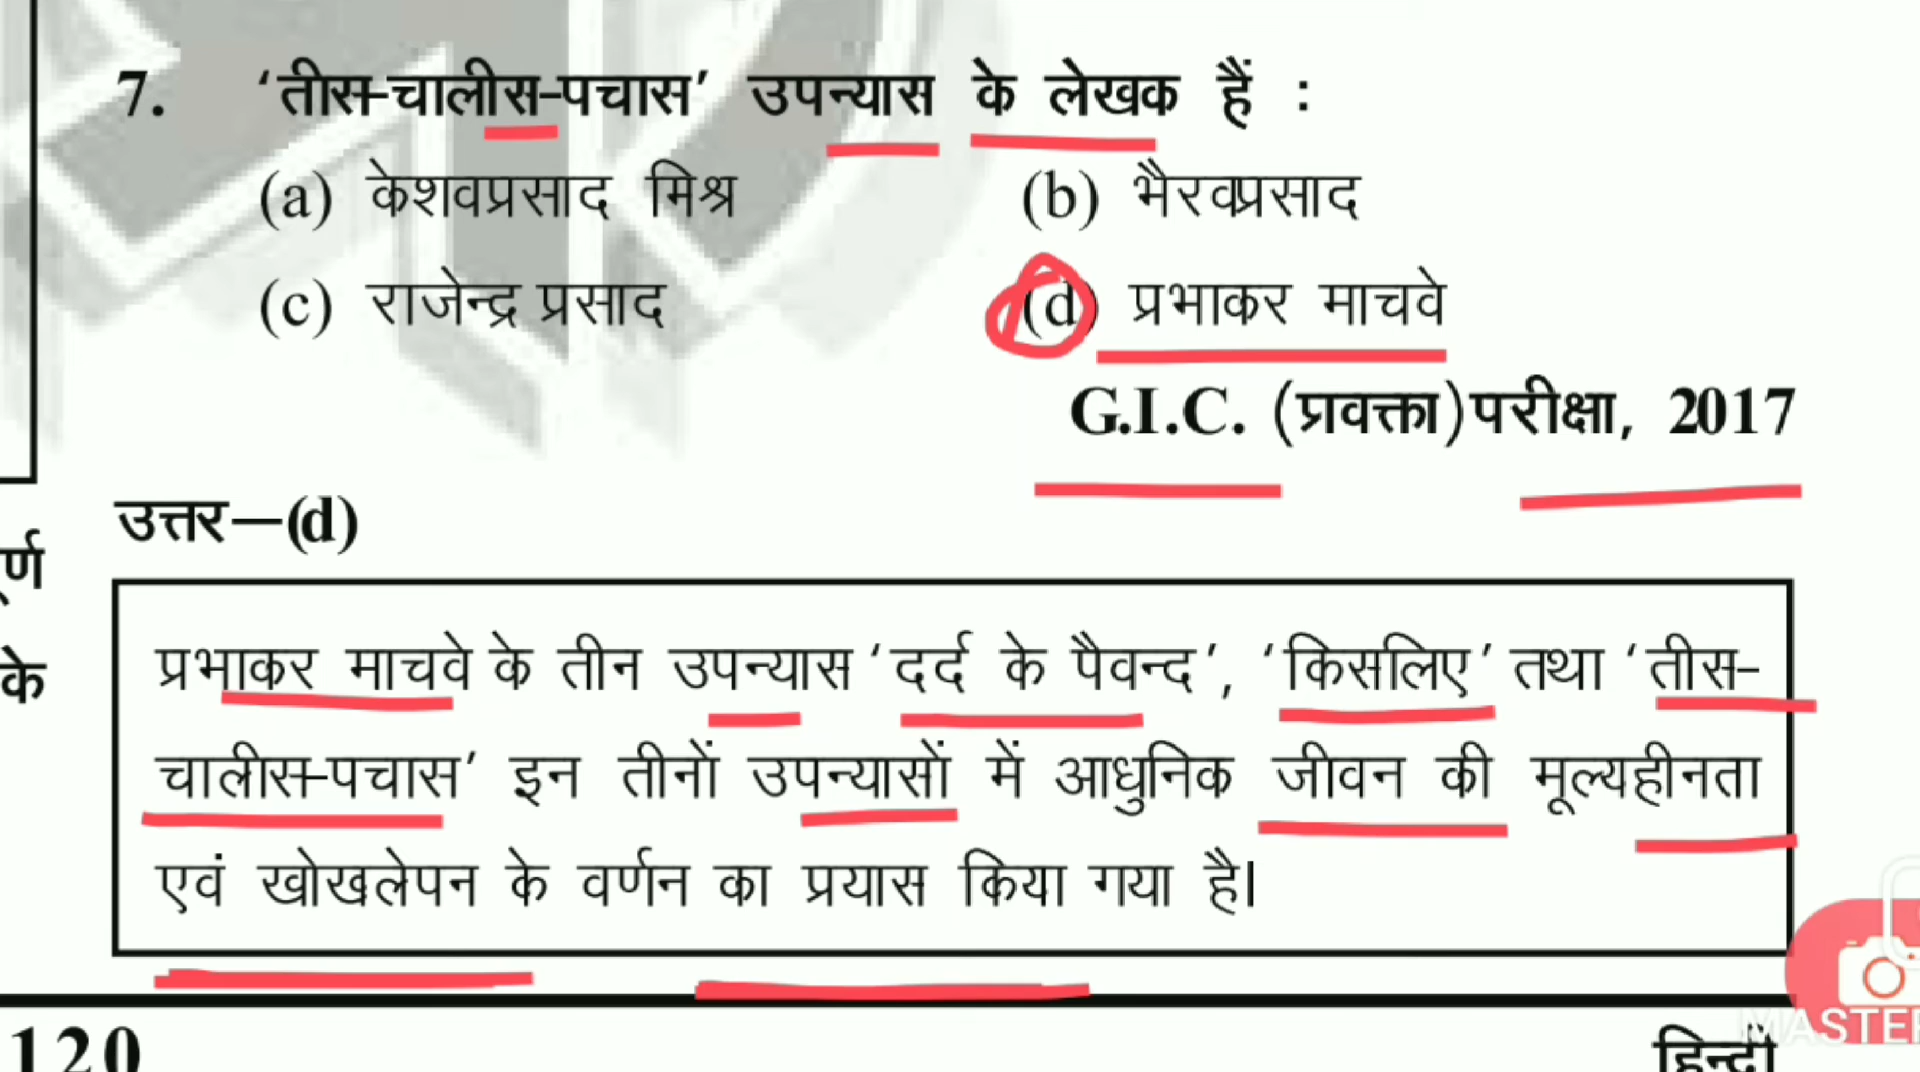 7. ‘तीस-चालीस-पचास’ उपन्यास के लेखक हैं :
(a) केशवप्रसाद मिश्र (b) भैरवप्रसाद
(c) राजेन्द्र प्रसाद (d) प्रभाकर माचवे
G.I.C. (प्रवक्ता) परीक्षा, 2017
उत्तर—(d)
र्ण
के
प्रभाकर माचवे के तीन उपन्यास ‘दर्द के पैवन्द’, ‘किसलिए’ तथा ‘तीस-
चालीस-पचास’ इन तीनों उपन्यासों में आधुनिक जीवन की मूल्यहीनता
एवं खोखलेपन के वर्णन का प्रयास किया गया है।
120 हिन्दी